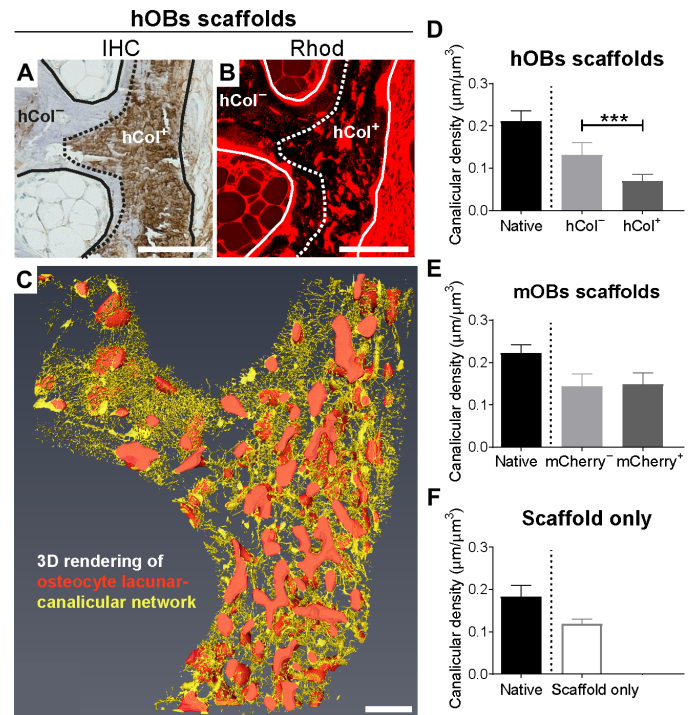 hOBs scaffolds
IHC
Rhod
A
hCol⁻
hCol⁺
B
hCol⁻
hCol⁺
C
3D rendering of
osteocyte lacunar-
canalicular network
D
hOBs scaffolds
Canalicular density (µm/µm³)
0.3
0.2
0.1
0.0
***
Native
hCol⁻
hCol⁺
E
mOBs scaffolds
Canalicular density (µm/µm³)
0.3
0.2
0.1
0.0
Native
mCherry⁻
mCherry⁺
F
Scaffold only
Canalicular density (µm/µm³)
0.3
0.2
0.1
0.0
Native
Scaffold only